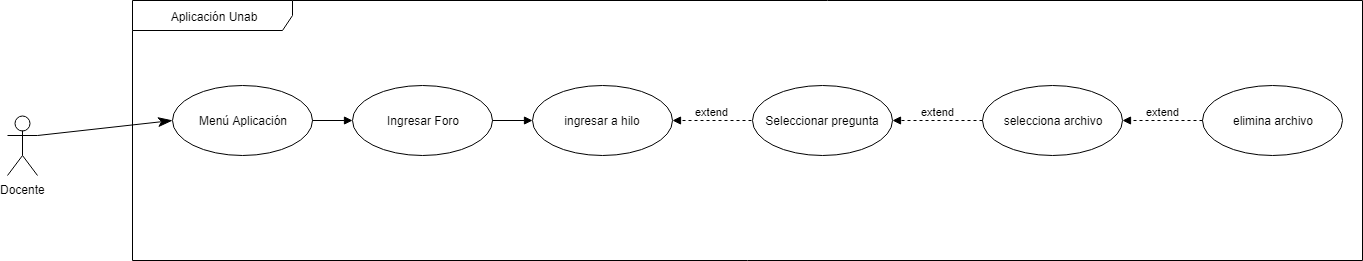 Aplicación Unab
Menú Aplicación
Ingresar Foro
ingresar a hilo
extend
Seleccionar pregunta
extend
selecciona archivo
extend
elimina archivo
Docente